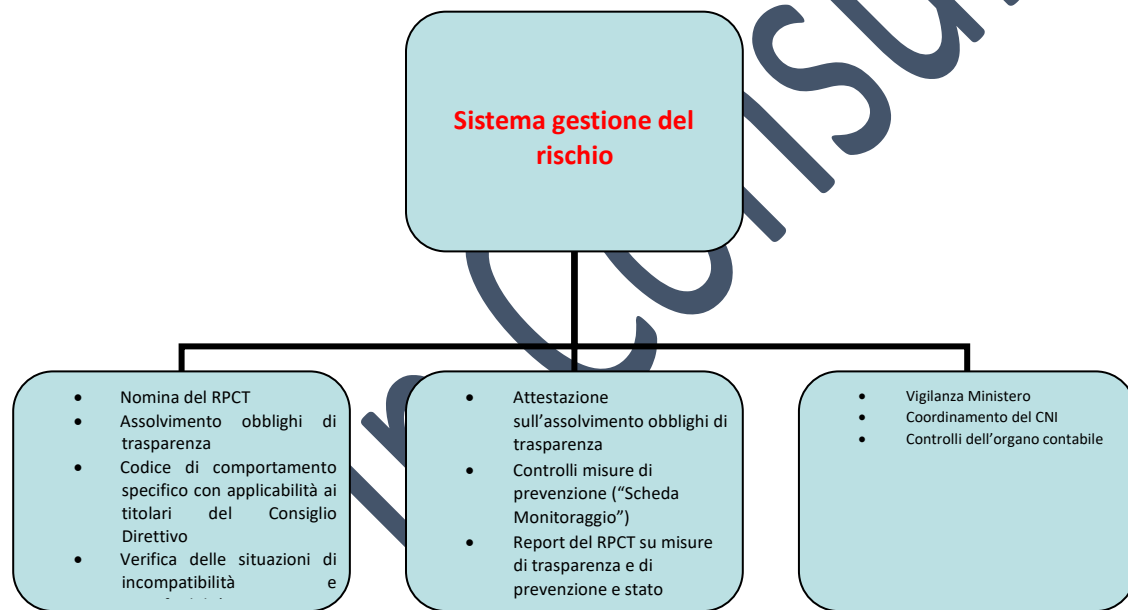 Sistema gestione del
rischio
• Nomina del RPCT
• Assolvimento obblighi di
trasparenza
• Codice di comportamento
specifico con applicabilità ai
titolari del Consiglio
Direttivo
• Verifica delle situazioni di
incompatibilità e
• Attestazione
sull'assolvimento obblighi di
trasparenza
• Controlli misure di
prevenzione ("Scheda
Monitoraggio")
• Report del RPCT su misure
di trasparenza e di
prevenzione e stato
• Vigilanza Ministero
• Coordinamento del CNI
• Controlli dell'organo contabile